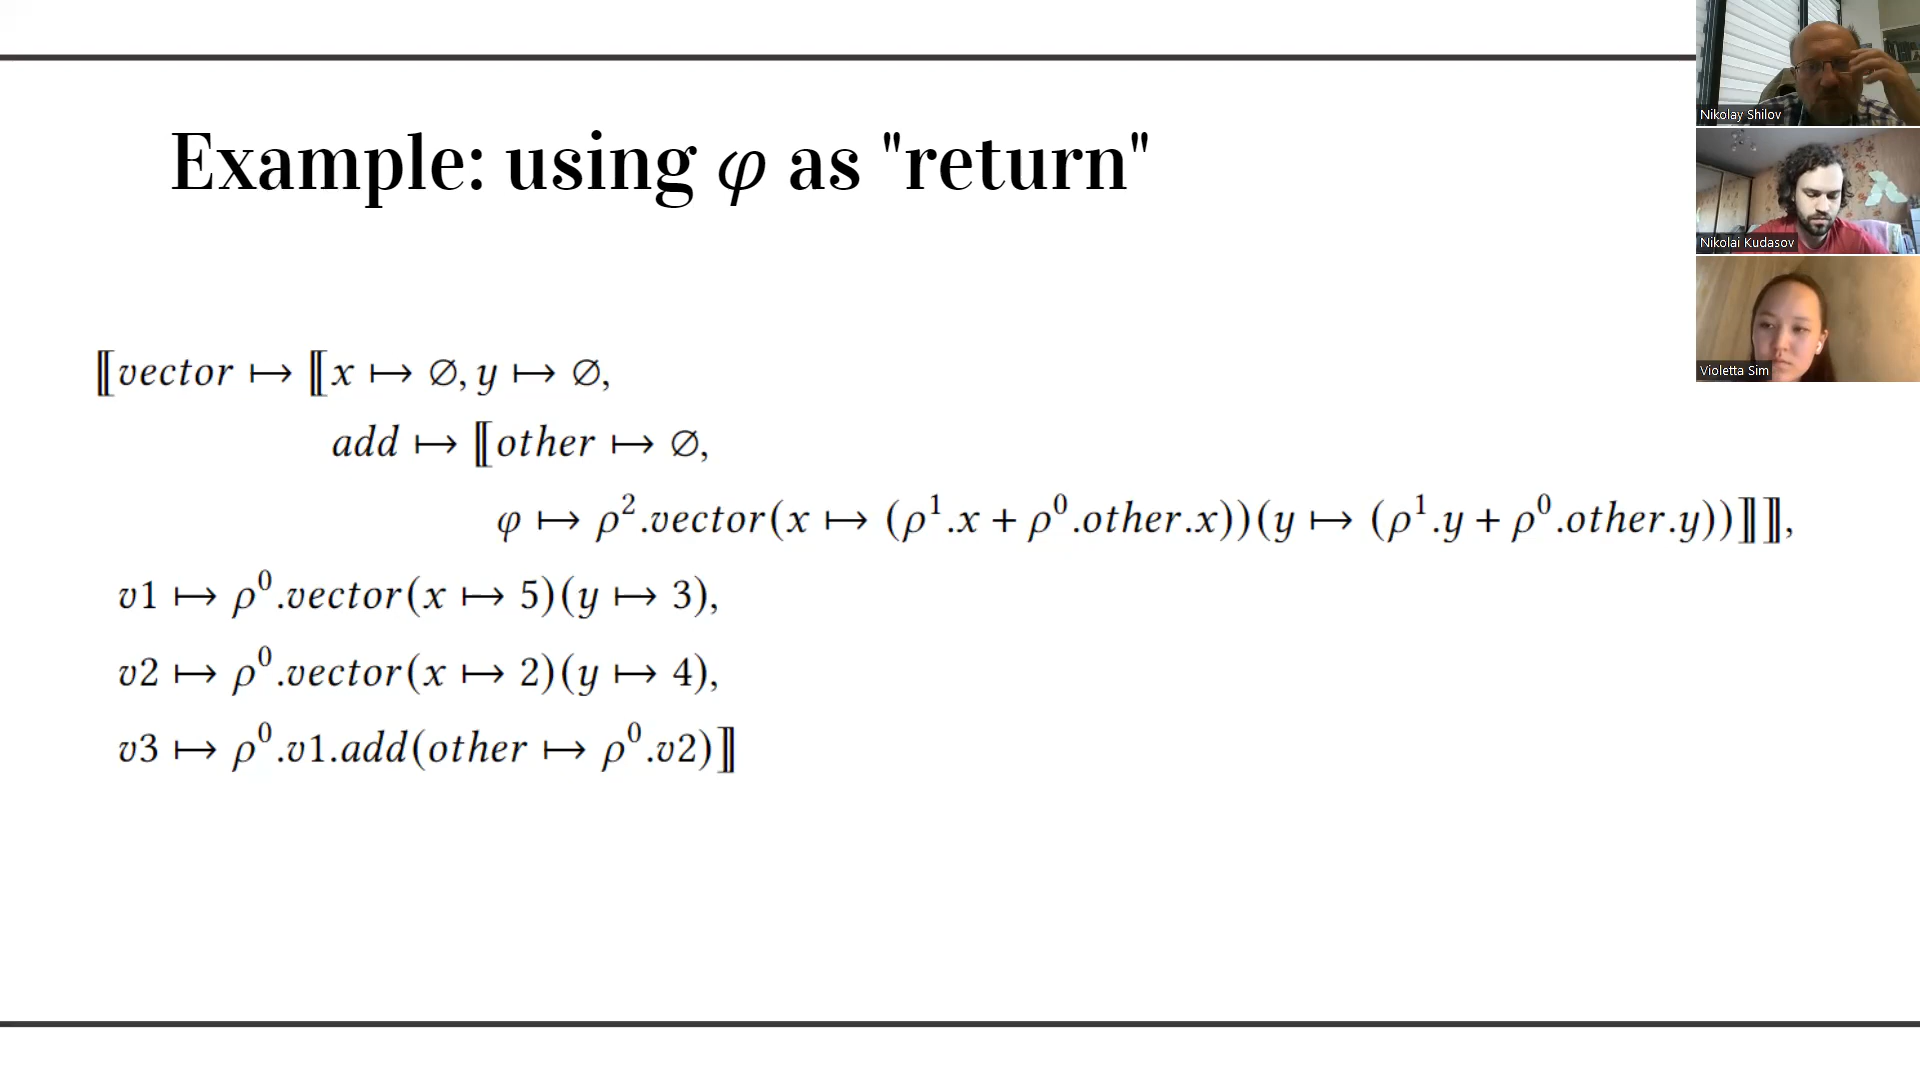 Example: using φ as "return"
⟦vector ↦ ⟦x ↦ ∅, y ↦ ∅,
add ↦ ⟦other ↦ ∅,
φ ↦ ρ².vector(x ↦ (ρ¹.x + ρ⁰.other.x))(y ↦ (ρ¹.y + ρ⁰.other.y))⟧⟧,
v1 ↦ ρ⁰.vector(x ↦ 5)(y ↦ 3),
v2 ↦ ρ⁰.vector(x ↦ 2)(y ↦ 4),
v3 ↦ ρ⁰.v1.add(other ↦ ρ⁰.v2)⟧
Nikolay Shilov
Nikolai Kudasov
Violetta Sim